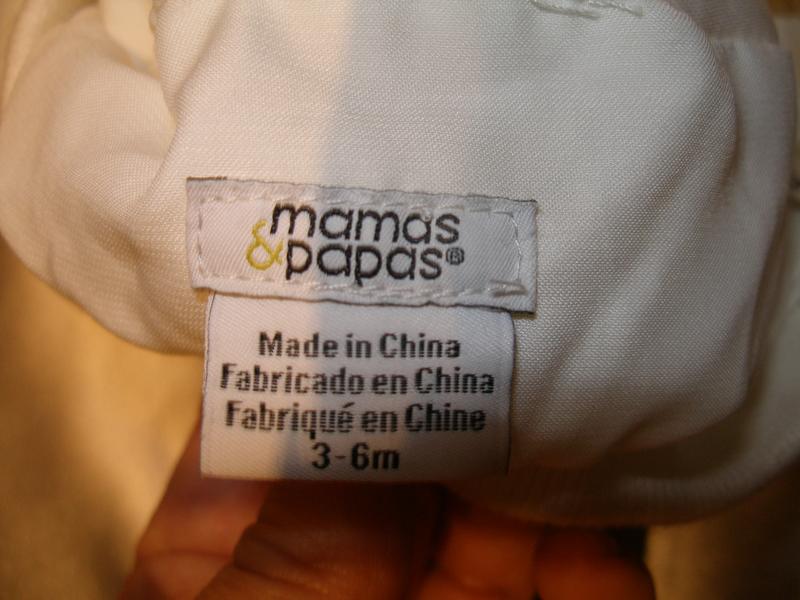 mamas
&papas®
Made in China
Fabricado en China
Fabriqué en Chine
3-6m